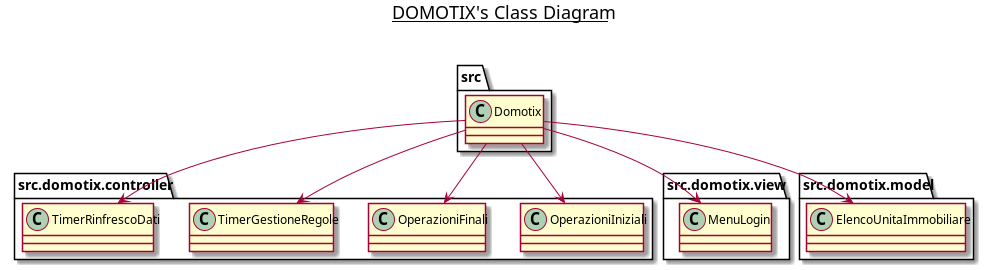 DOMOTIX's Class Diagram
src
C Domotix
src.domotix.controller
src.domotix.view
src.domotix.model
C TimerRinfrescoDati
C TimerGestioneRegole
C OperazioniFinali
C OperazioniIniziali
C MenuLogin
C ElencoUnitaImmobiliare